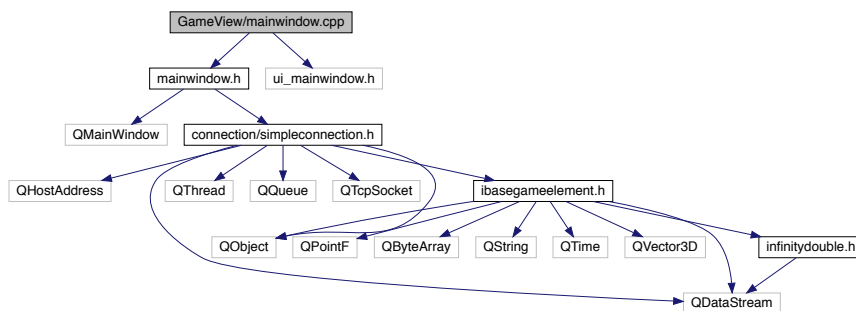 GameView/mainwindow.cpp
mainwindow.h
ui_mainwindow.h
QMainWindow
connection/simpleconnection.h
QHostAddress
QThread
QQueue
QTcpSocket
ibasegameelement.h
QObject
QPointF
QByteArray
QString
QTime
QVector3D
infinitydouble.h
QDataStream